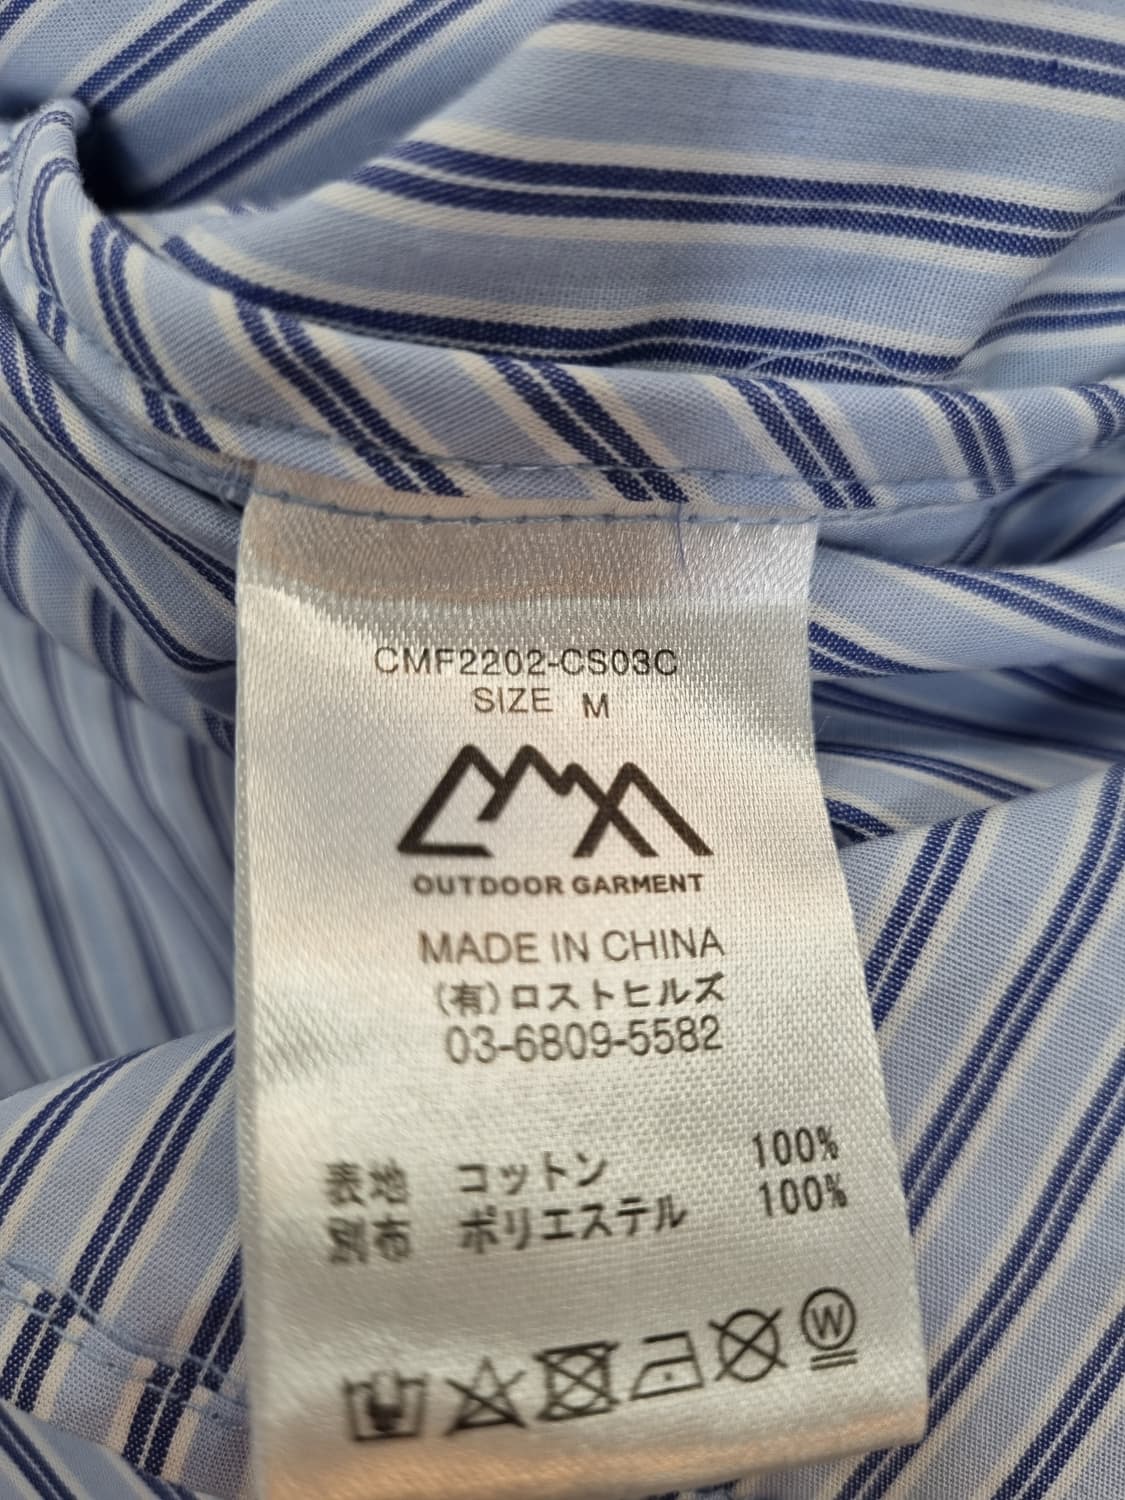 CMF2202-CS03C
SIZE M
OUTDOOR GARMENT
MADE IN CHINA
(有)ロストヒルズ
03-6809-5582
表地 コットン 100%
別布 ポリエステル 100%
W